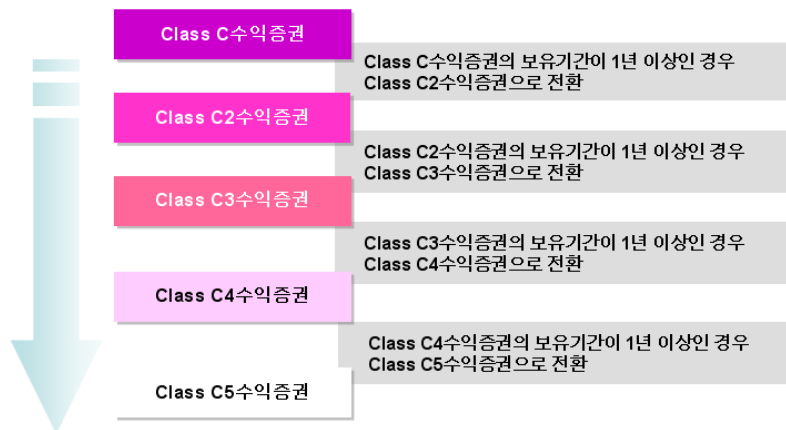 Class C수익증권
Class C수익증권의 보유기간이 1년 이상인 경우
Class C2수익증권으로 전환
Class C2수익증권
Class C2수익증권의 보유기간이 1년 이상인 경우
Class C3수익증권으로 전환
Class C3수익증권
Class C3수익증권의 보유기간이 1년 이상인 경우
Class C4수익증권으로 전환
Class C4수익증권
Class C4수익증권의 보유기간이 1년 이상인 경우
Class C5수익증권으로 전환
Class C5수익증권